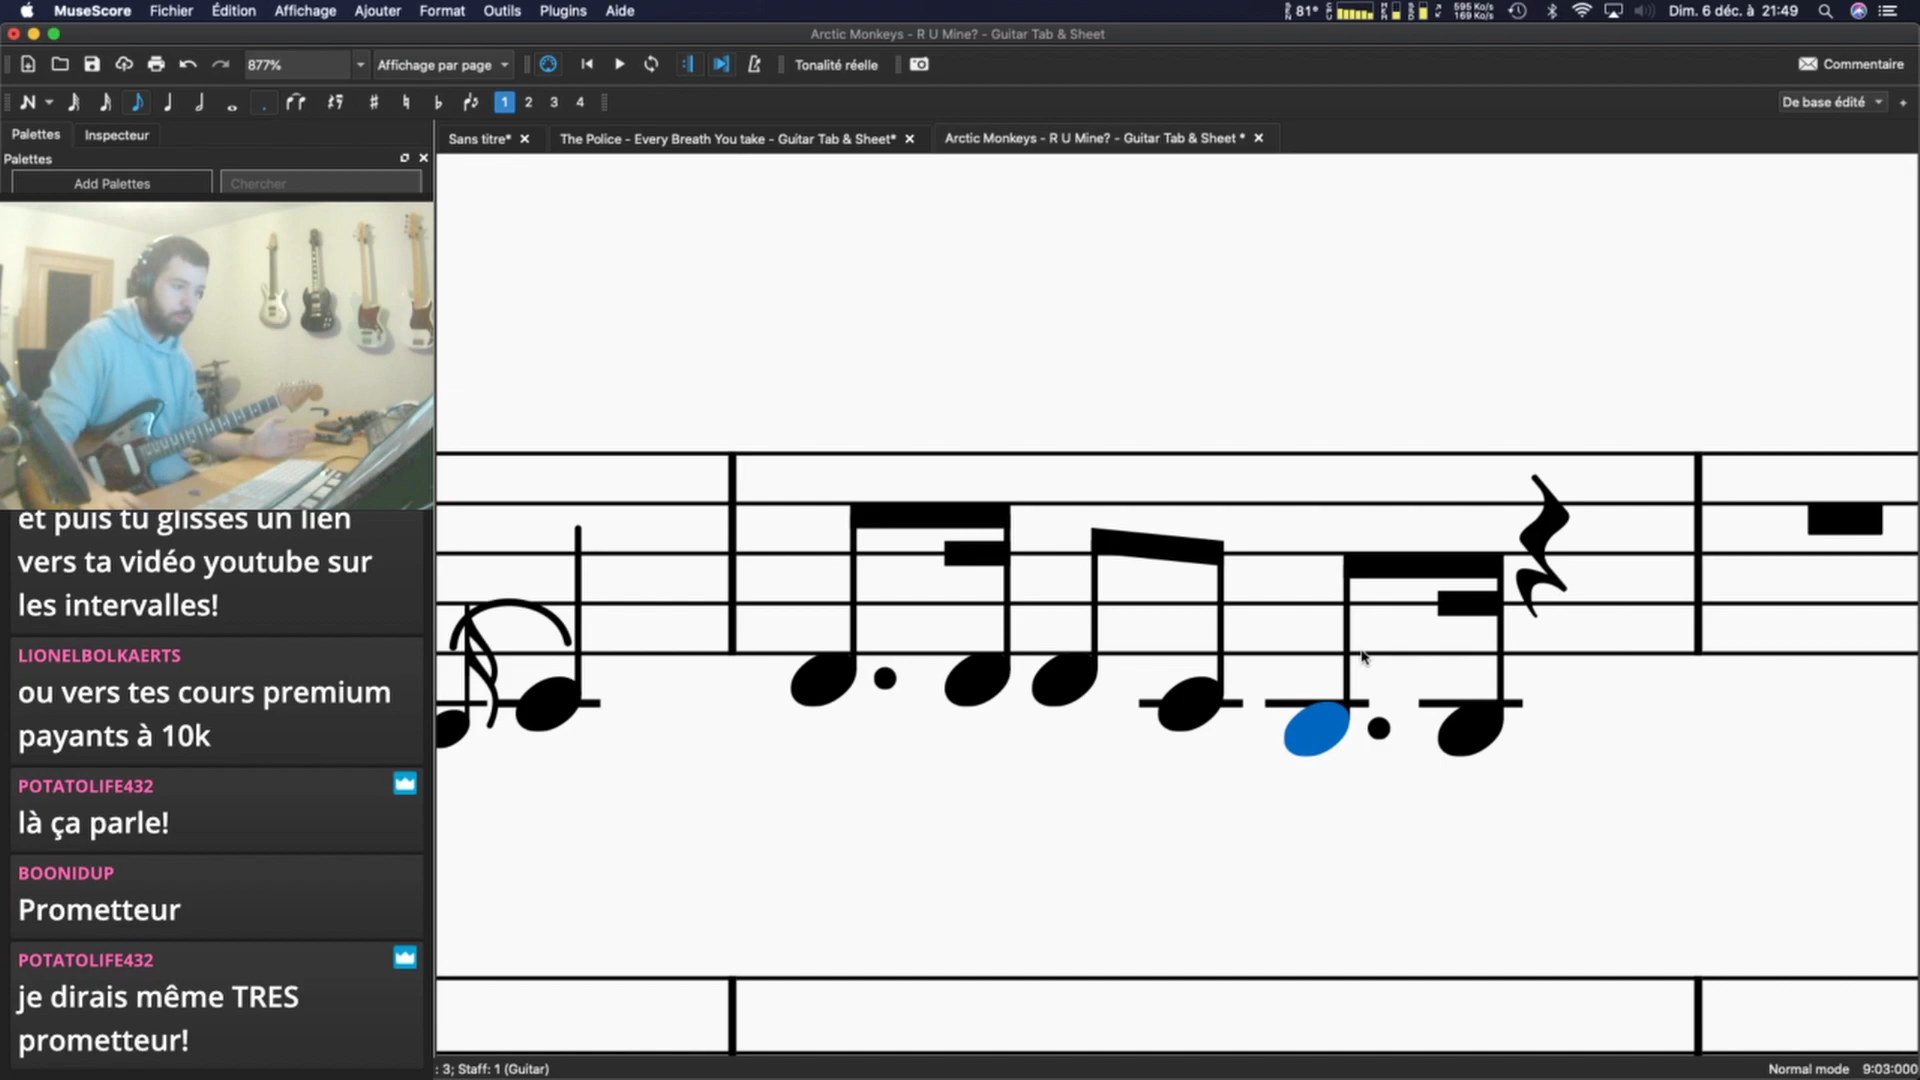 MuseScore Fichier Édition Affichage Ajouter Format Outils Plugins Aide
81* 595 Ko/s 169 Ko/s Dim. 6 déc. à 21:49
Arctic Monkeys - R U Mine? - Guitar Tab & Sheet
877% Affichage par page Tonalité réelle Commentaire
1 2 3 4 De base édité +
Palettes Inspecteur
Sans titre* The Police - Every Breath You take - Guitar Tab & Sheet* Arctic Monkeys - R U Mine? - Guitar Tab & Sheet *
Palettes
Add Palettes Chercher
et puis tu glisses un lien
vers ta vidéo youtube sur
les intervalles!
LIONELBOLKAERTS
ou vers tes cours premium
payants à 10k
POTATOLIFE432
là ça parle!
BOONIDUP
Prometteur
POTATOLIFE432
je dirais même TRES
prometteur!
: 3; Staff: 1 (Guitar)
Normal mode 9:03:000